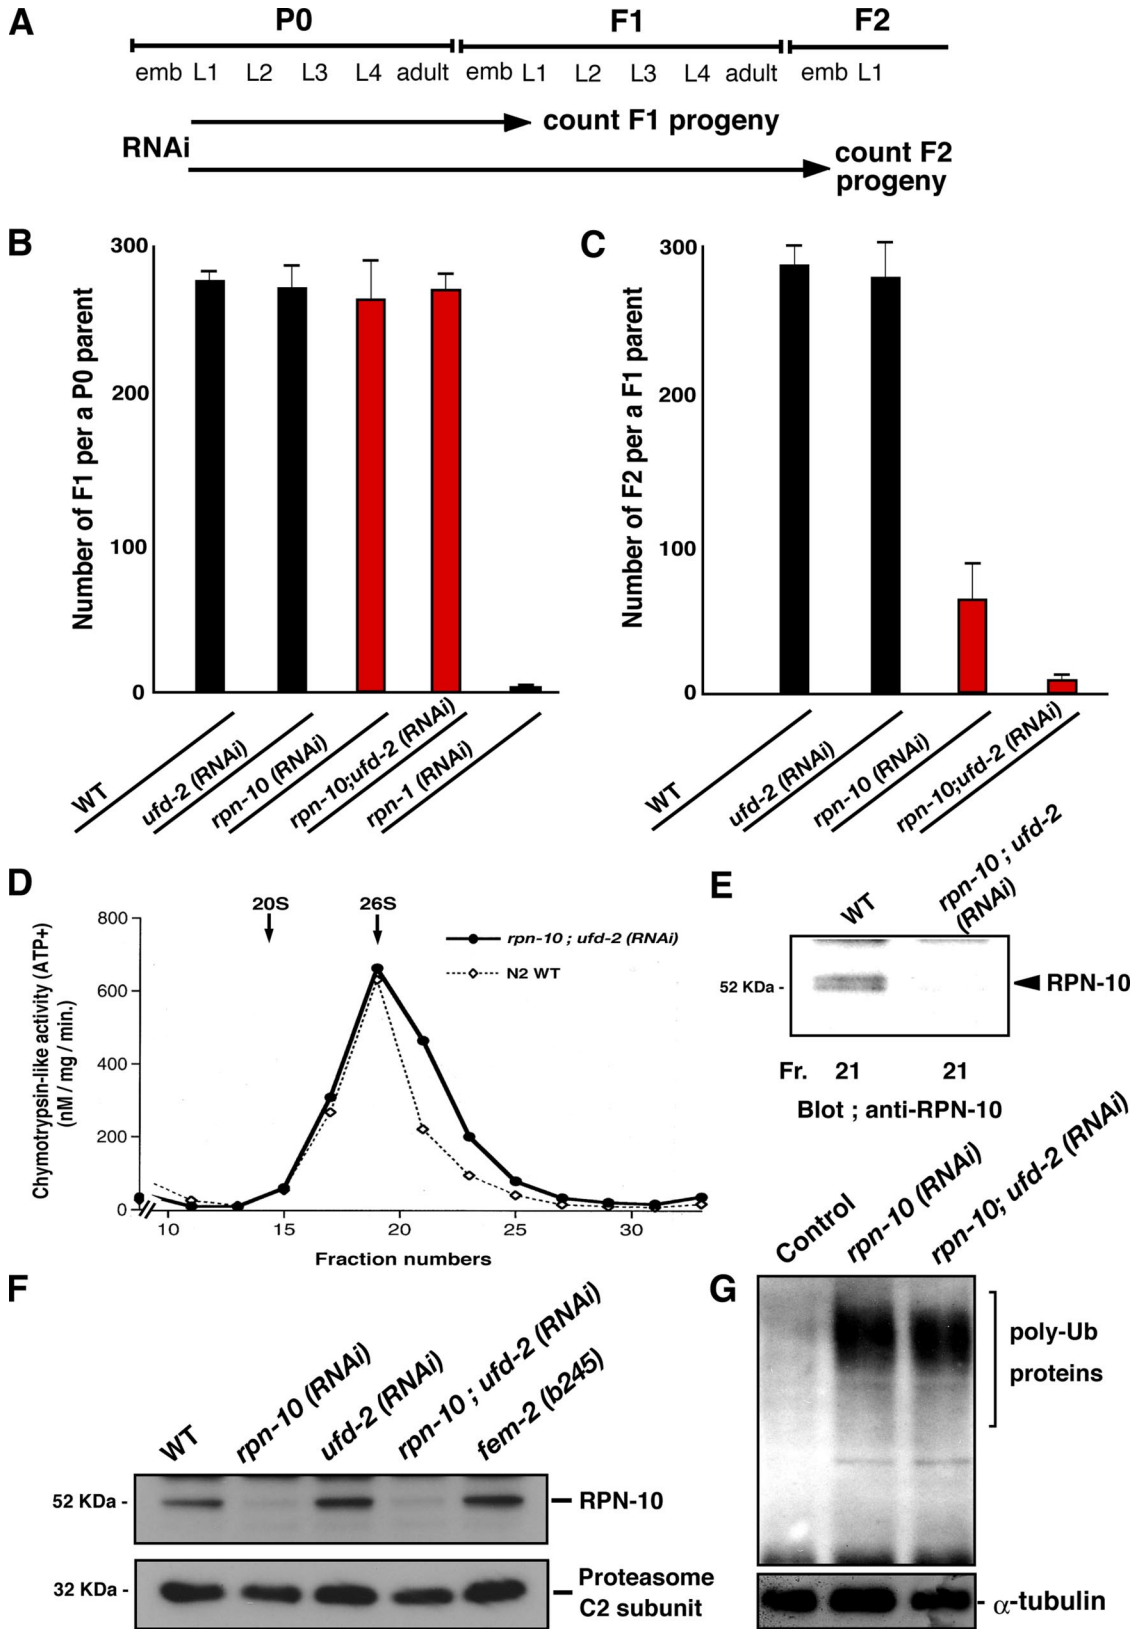 A
P0 F1 F2
emb L1 L2 L3 L4 adult emb L1 L2 L3 L4 adult emb L1
RNAi
count F1 progeny
count F2
progeny
B
Number of F1 per a P0 parent
300
200
100
0
WT
ufd-2 (RNAi)
rpn-10 (RNAi)
rpn-10;ufd-2 (RNAi)
rpn-1 (RNAi)
C
Number of F2 per a F1 parent
300
200
100
0
WT
ufd-2 (RNAi)
rpn-10 (RNAi)
rpn-10;ufd-2 (RNAi)
D
Chymotrypsin-like activity (ATP+)
(nM / mg / min.)
800
600
400
200
0
20S 26S
rpn-10 ; ufd-2 (RNAi)
N2 WT
10 15 20 25 30
Fraction numbers
E
WT
rpn-10 ; ufd-2
(RNAi)
52 KDa -
RPN-10
Fr. 21 21
Blot ; anti-RPN-10
F
WT
rpn-10 (RNAi)
ufd-2 (RNAi)
rpn-10 ; ufd-2 (RNAi)
fem-2 (b245)
52 KDa -
RPN-10
32 KDa -
Proteasome
C2 subunit
G
Control
rpn-10 (RNAi)
rpn-10; ufd-2 (RNAi)
poly-Ub
proteins
α-tubulin